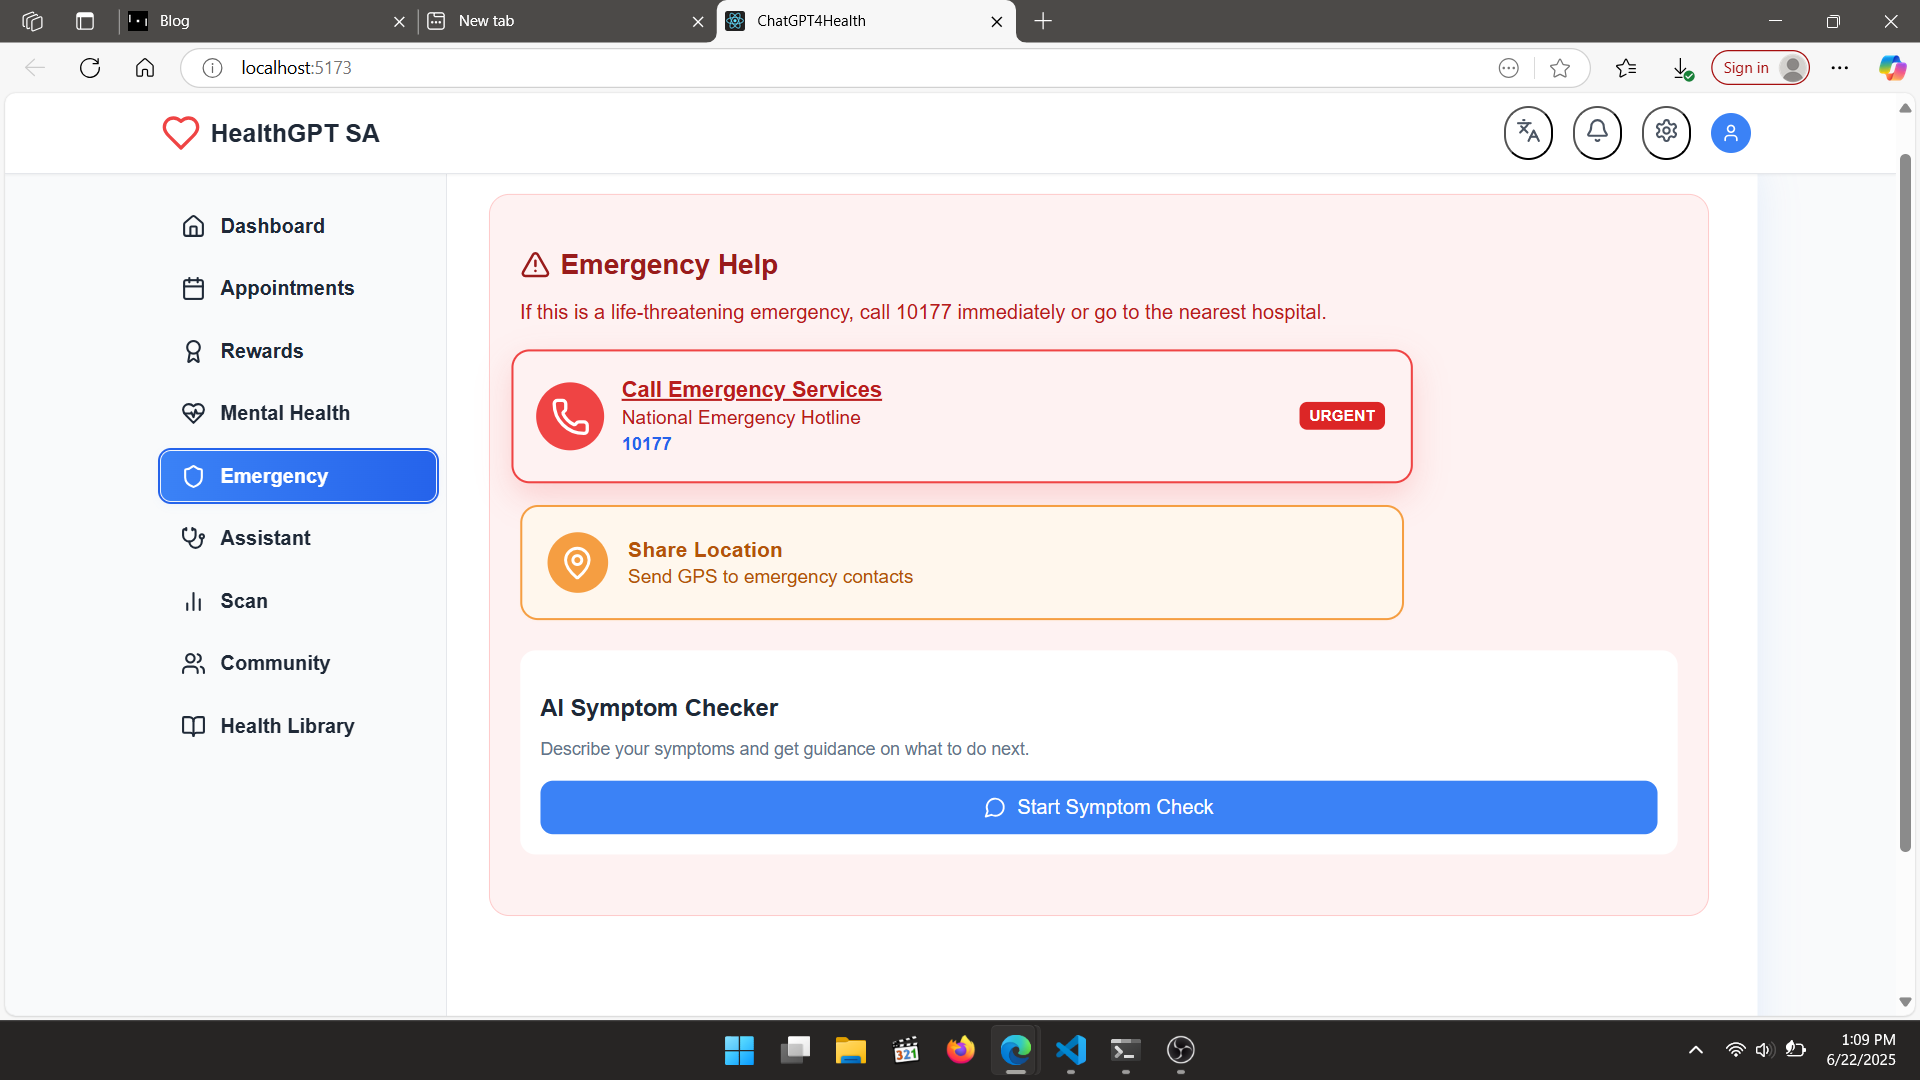 Blog
New tab
ChatGPT4Health
localhost:5173
Sign in
HealthGPT SA
Dashboard
Appointments
Rewards
Mental Health
Emergency
Assistant
Scan
Community
Health Library
Emergency Help
If this is a life-threatening emergency, call 10177 immediately or go to the nearest hospital.
Call Emergency Services
National Emergency Hotline
10177
URGENT
Share Location
Send GPS to emergency contacts
AI Symptom Checker
Describe your symptoms and get guidance on what to do next.
Start Symptom Check
321
1:09 PM
6/22/2025